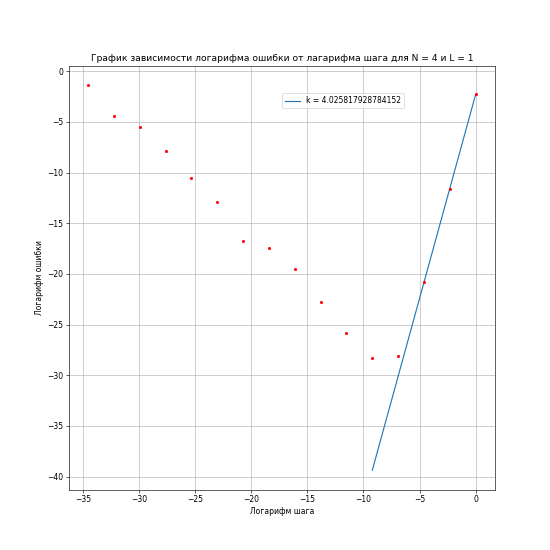 График зависимости логарифма ошибки от лагарифма шага для N = 4 и L = 1
k = 4.025817928784152
0
−5
−10
−15
−20
−25
−30
−35
−40
Логарифм ошибки
−35 −30 −25 −20 −15 −10 −5 0
Логарифм шага